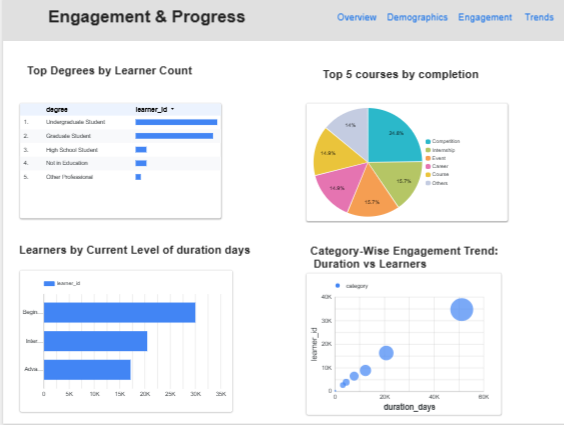 Engagement & Progress
Overview Demographics Engagement Trends
Top Degrees by Learner Count
degree learner_id
1. Undergraduate Student
2. Graduate Student
3. High School Student
4. Not in Education
5. Other Professional
Top 5 courses by completion
24.8%
15.7%
15.7%
14.9%
14.9%
14%
Competition
Internship
Event
Career
Course
Others
Learners by Current Level of duration days
learner_id
Begin...
Inter...
Adva...
0 5K 10K 15K 20K 25K 30K 35K
Category-Wise Engagement Trend:
Duration vs Learners
category
learner_id
40K
30K
20K
10K
0
0 20K 40K 60K
duration_days